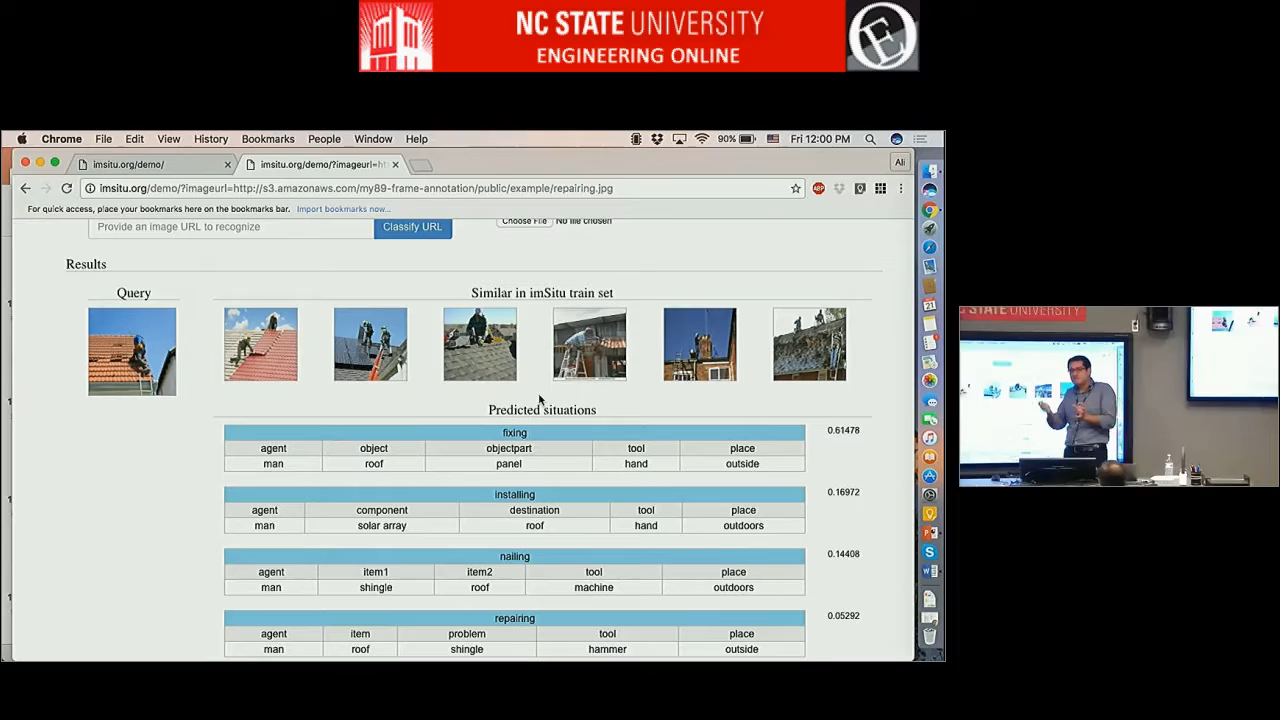 NC STATE UNIVERSITY
ENGINEERING ONLINE
E
Chrome File Edit View History Bookmarks People Window Help 90% Fri 12:00 PM
imsitu.org/demo/ imsitu.org/demo/?imageurl=ht Ali
imsitu.org/demo/?imageurl=http://s3.amazonaws.com/my89-frame-annotation/public/example/repairing.jpg ABP
For quick access, place your bookmarks here on the bookmarks bar. Import bookmarks now...
Provide an image URL to recognize Classify URL Choose File No file chosen
Results
Query Similar in imSitu train set
Predicted situations
fixing 0.61478
agent object objectpart tool place
man roof panel hand outside
installing 0.16972
agent component destination tool place
man solar array roof hand outdoors
nailing 0.14408
agent item1 item2 tool place
man shingle roof machine outdoors
repairing 0.05292
agent item problem tool place
man roof shingle hammer outside
21
STATE UNIVERSITY